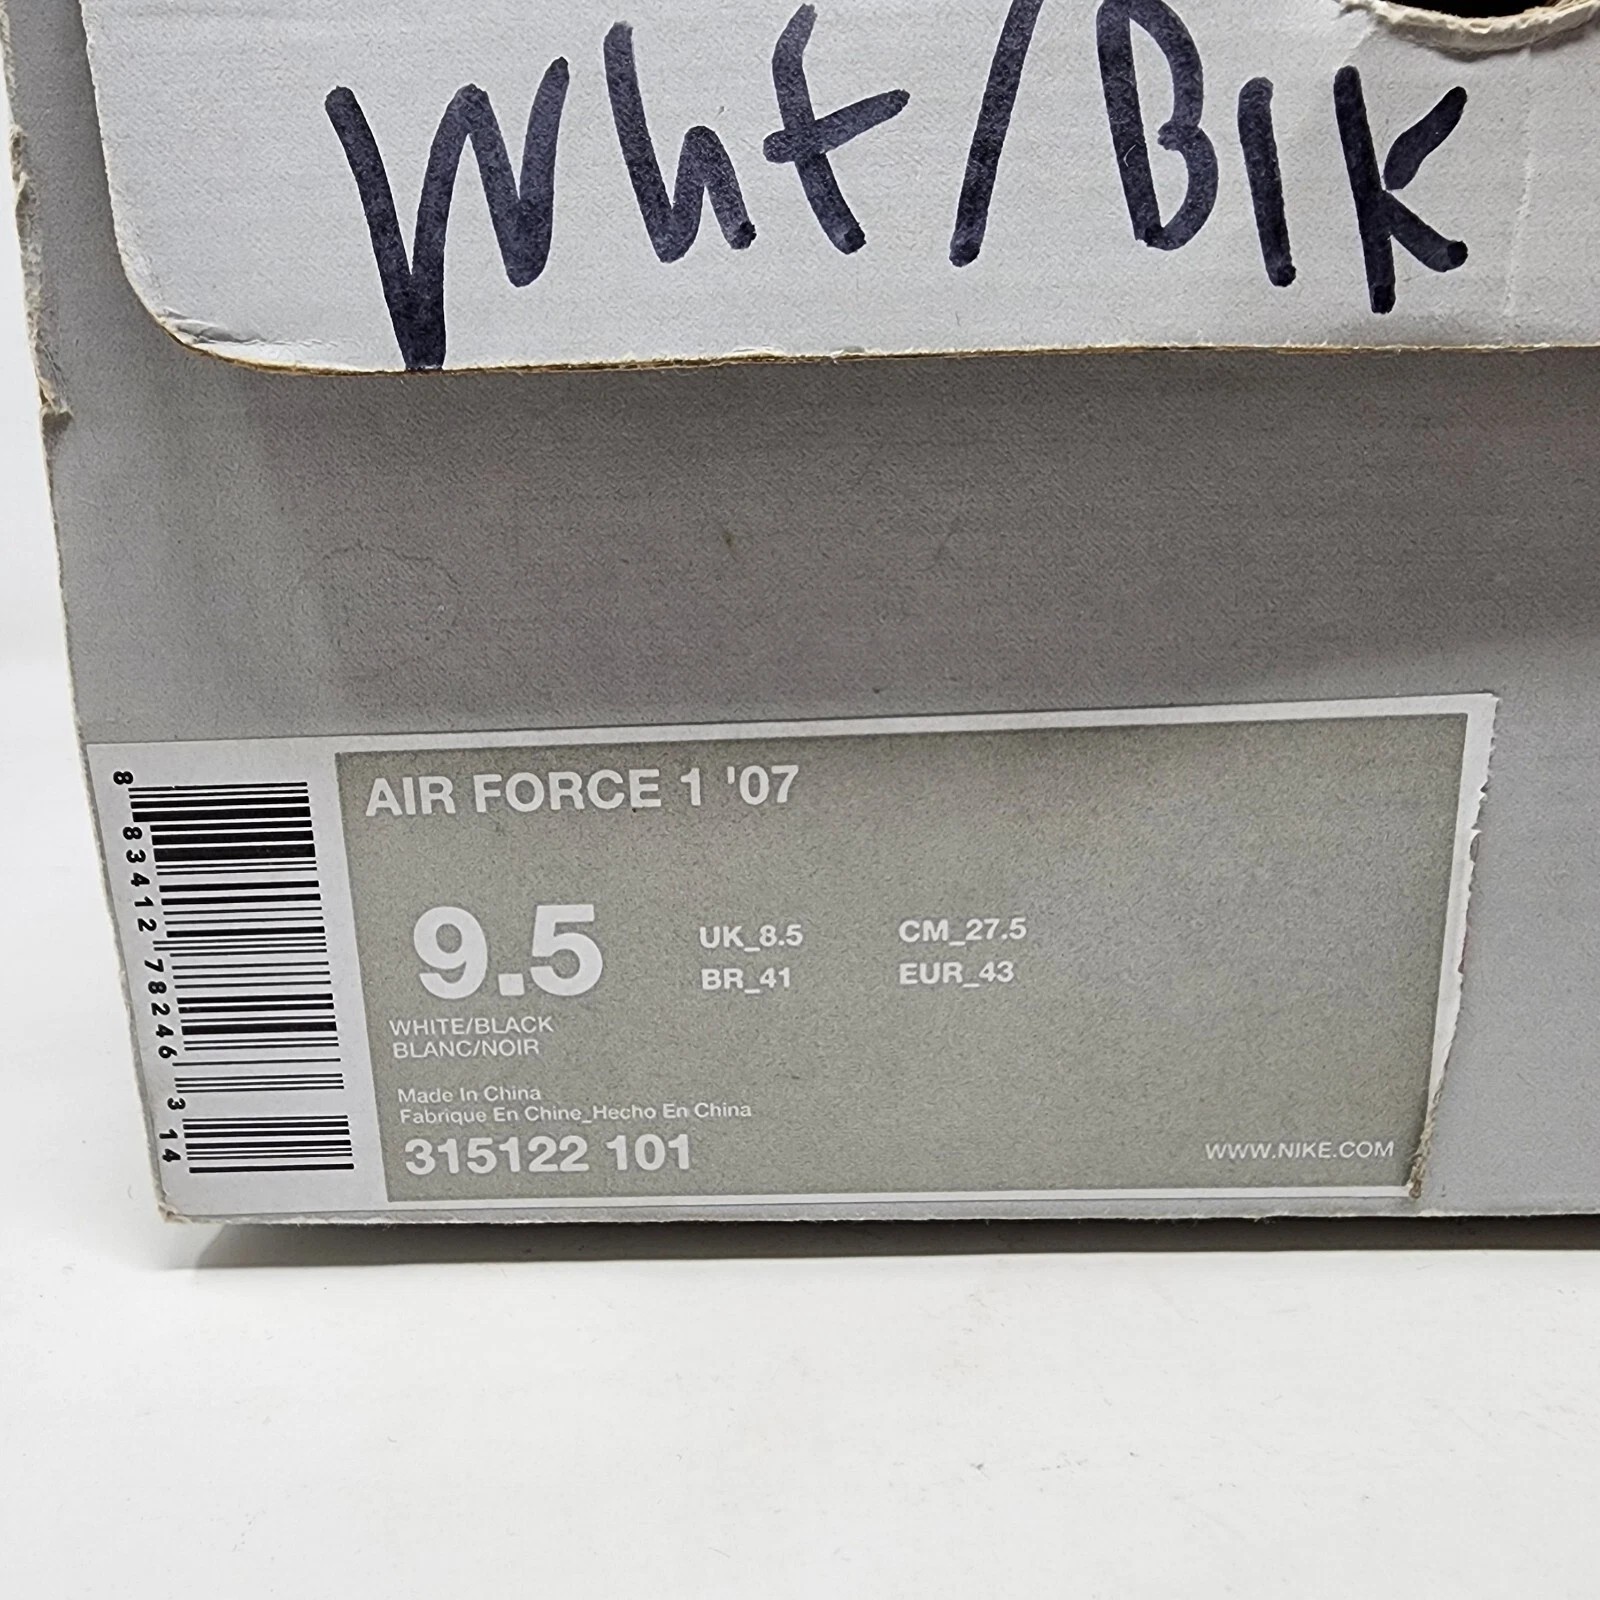 Wht/Blk
AIR FORCE 1 '07
9.5
UK_8.5
CM_27.5
BR_41
EUR_43
WHITE/BLACK
BLANC/NOIR
Made In China
Fabrique En Chine_Hecho En China
315122 101
WWW.NIKE.COM
8 83412 78246 3 14